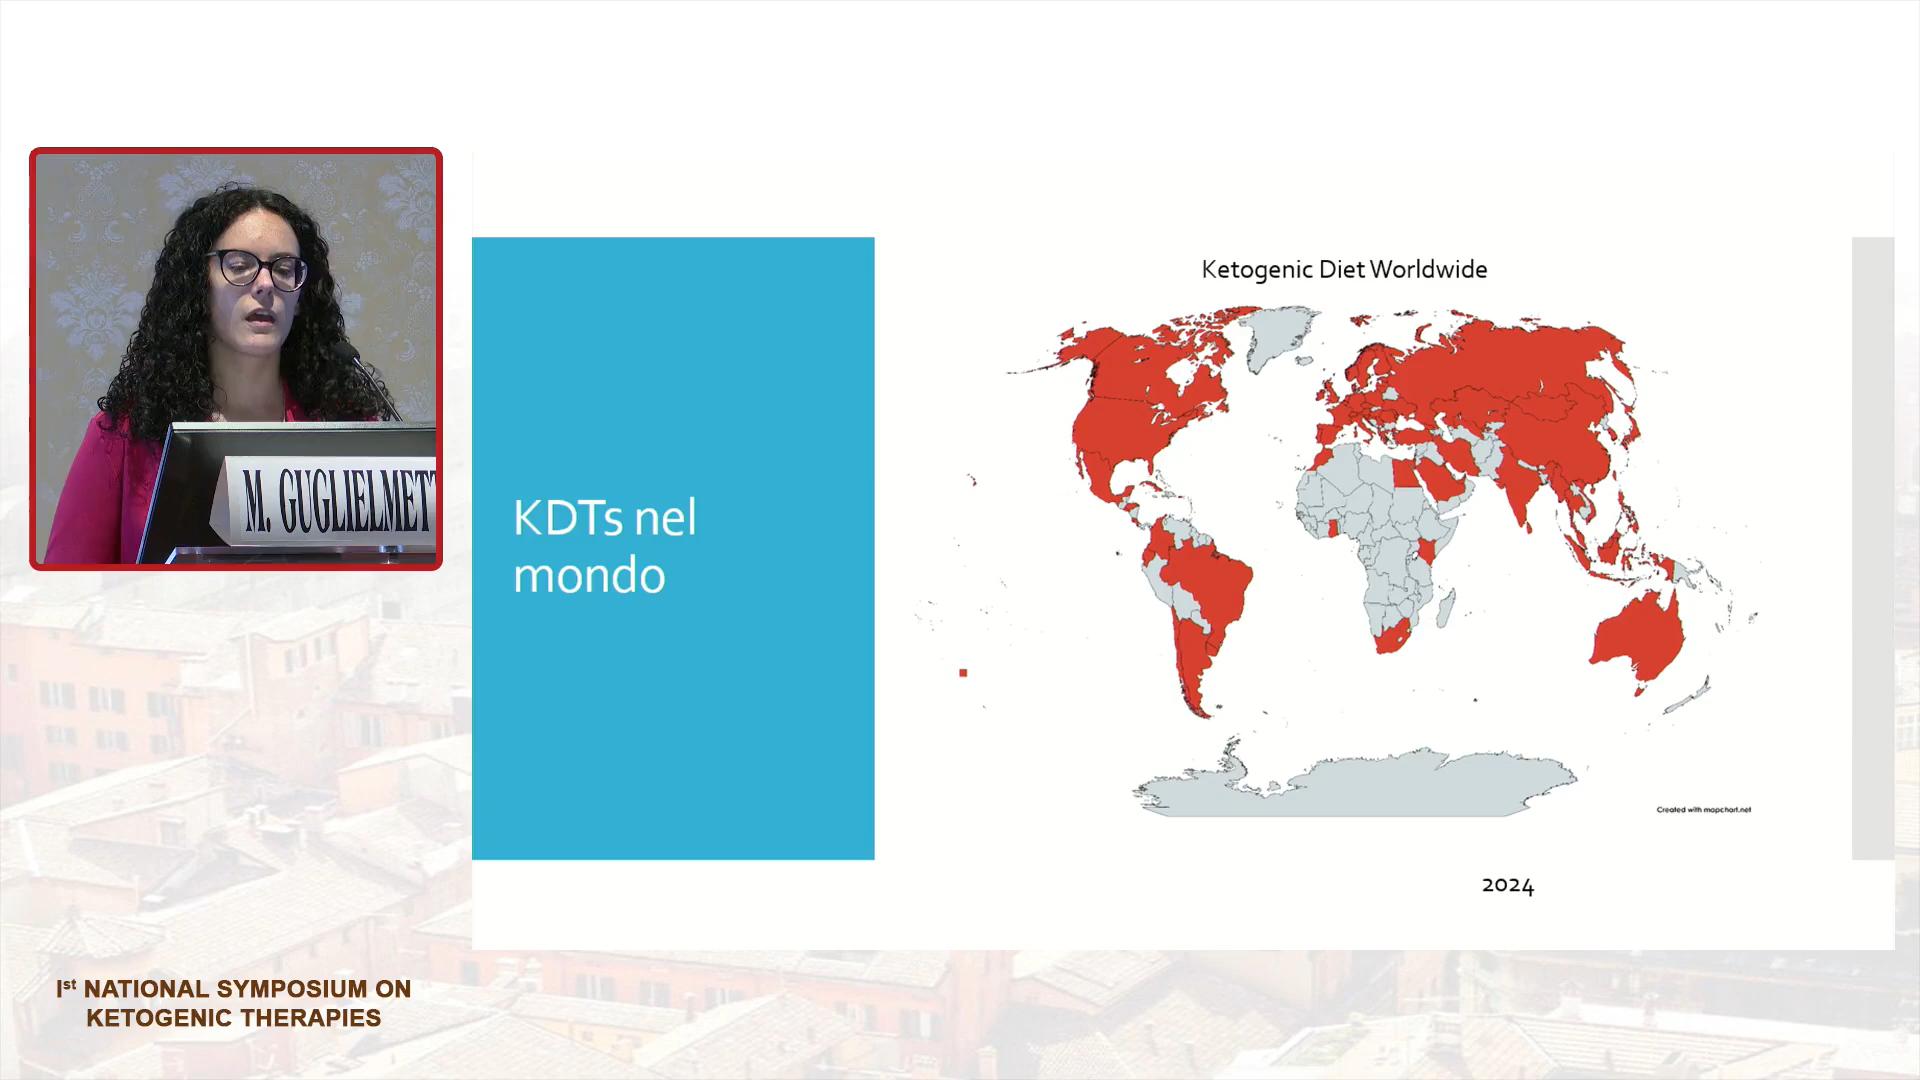 M. GUGLIELMETT
KDTs nel
mondo
Ketogenic Diet Worldwide
Created with mapchart.net
2024
Ist NATIONAL SYMPOSIUM ON
KETOGENIC THERAPIES